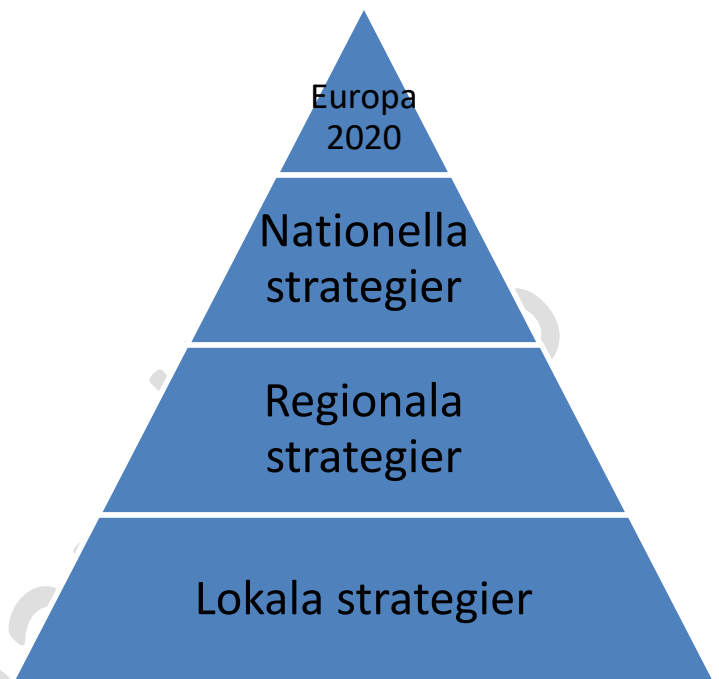 Europa
2020
Nationella
strategier
Regionala
strategier
Lokala strategier